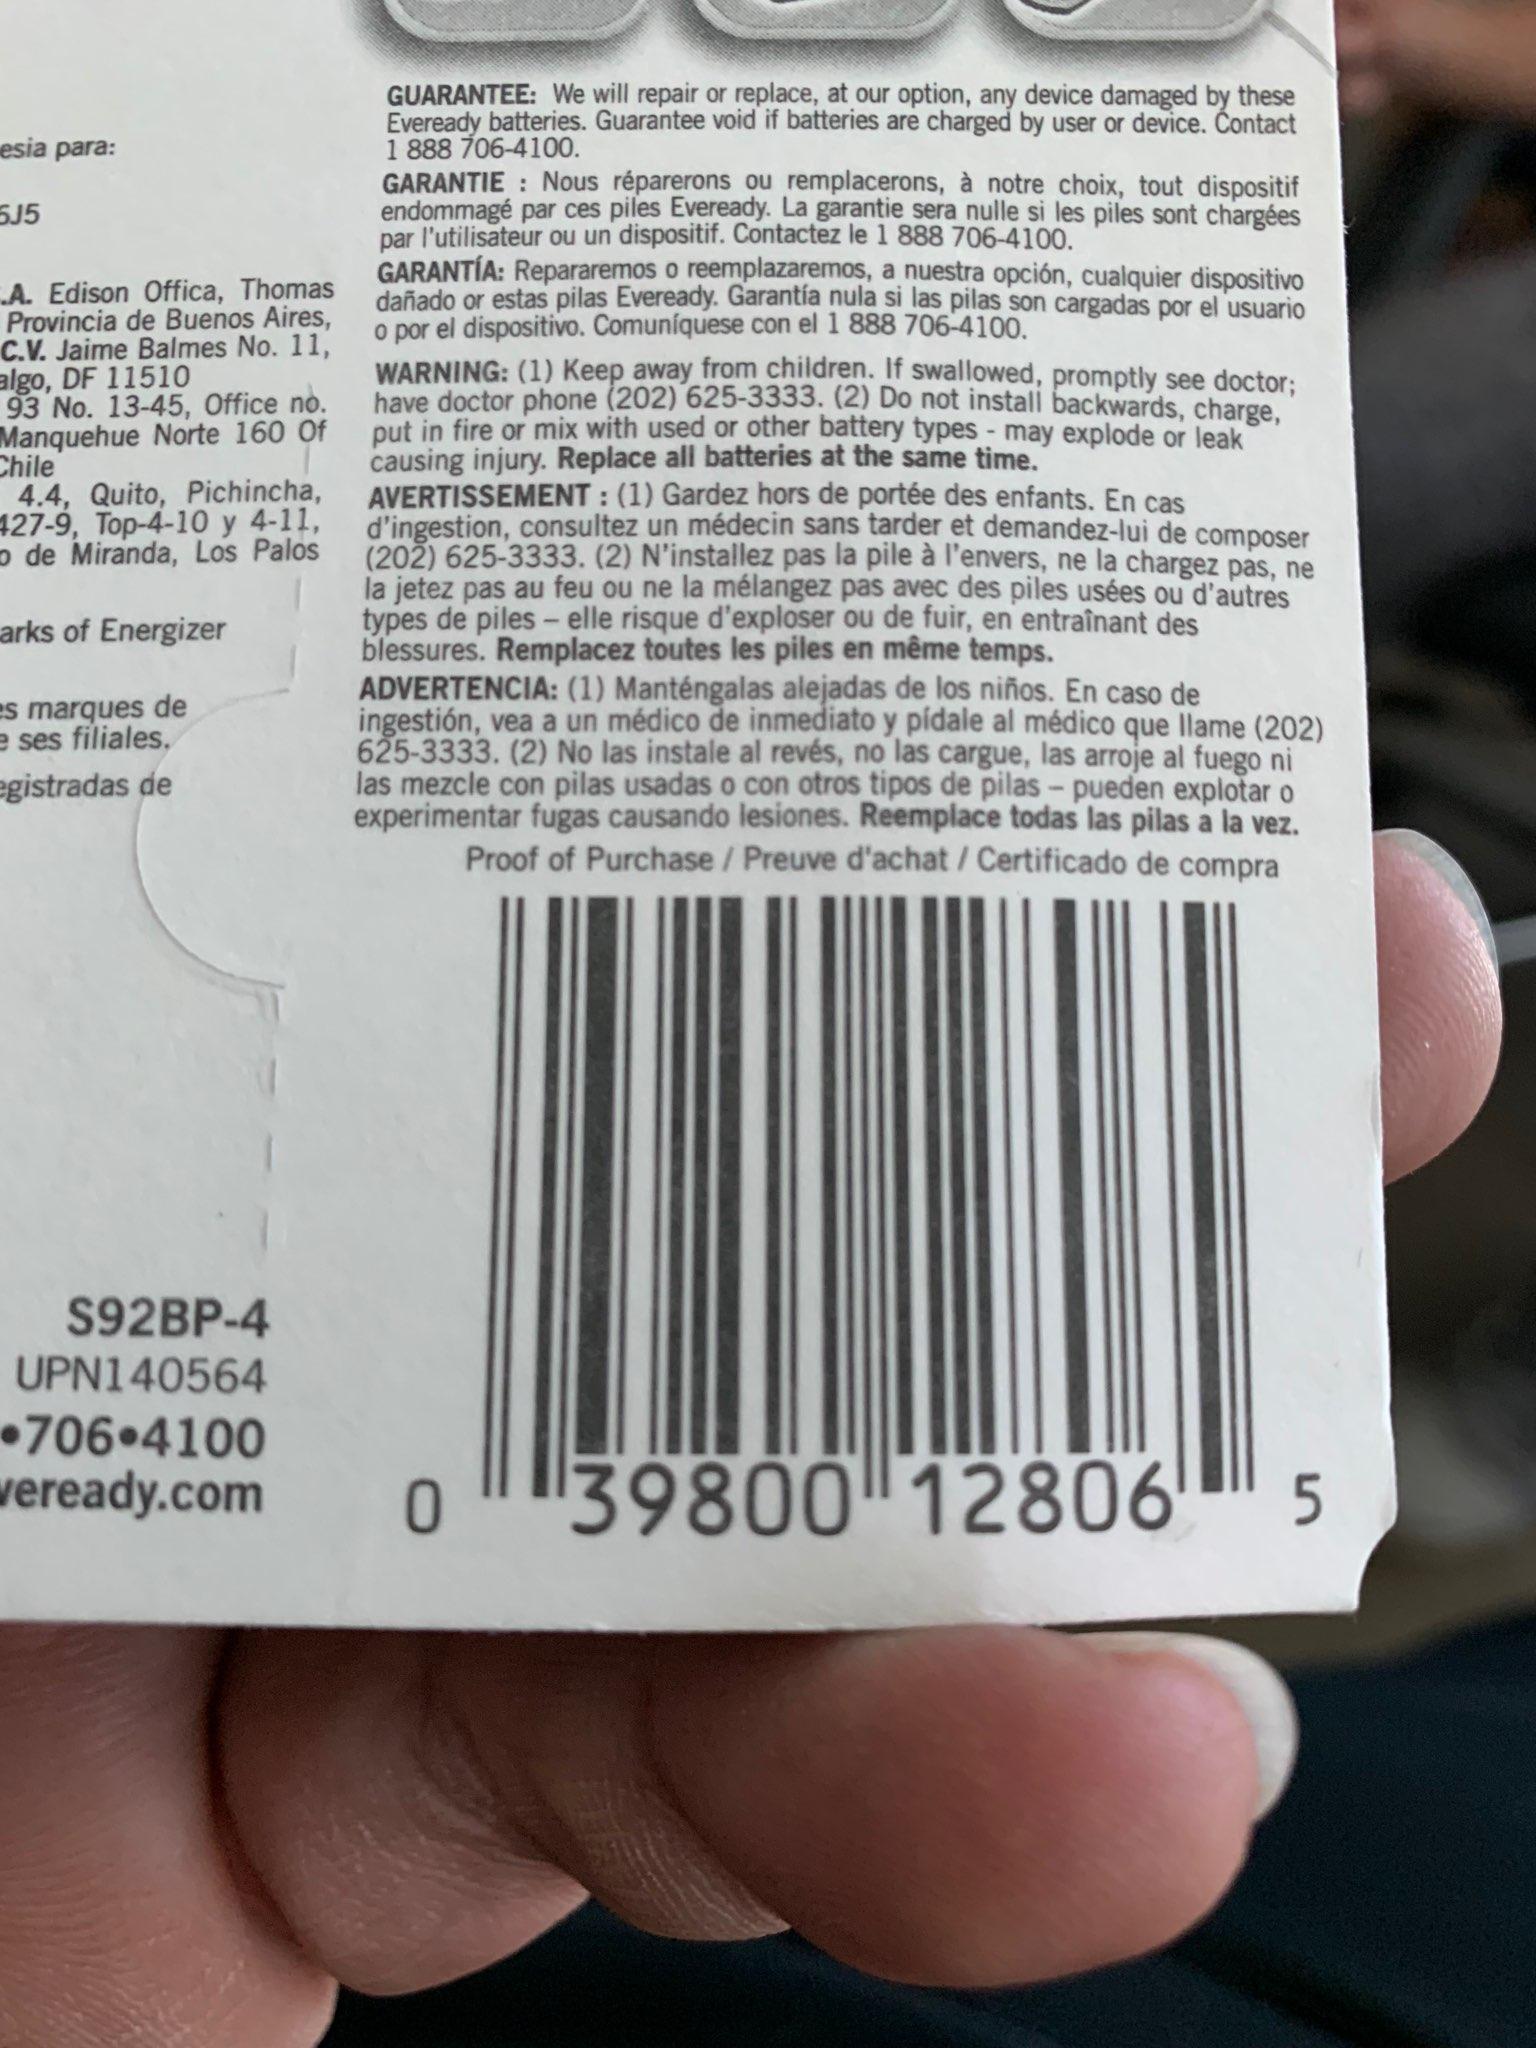 esia para:
6J5
.A. Edison Offica, Thomas
Provincia de Buenos Aires,
C.V. Jaime Balmes No. 11,
algo, DF 11510
93 No. 13-45, Office no.
Manquehue Norte 160 Of
Chile
4.4, Quito, Pichincha,
427-9, Top-4-10 y 4-11,
o de Miranda, Los Palos
arks of Energizer
es marques de
e ses filiales.
egistradas de
S92BP-4
UPN140564
•706•4100
veready.com
GUARANTEE: We will repair or replace, at our option, any device damaged by these
Eveready batteries. Guarantee void if batteries are charged by user or device. Contact
1 888 706-4100.
GARANTIE : Nous réparerons ou remplacerons, à notre choix, tout dispositif
endommagé par ces piles Eveready. La garantie sera nulle si les piles sont chargées
par l'utilisateur ou un dispositif. Contactez le 1 888 706-4100.
GARANTÍA: Repararemos o reemplazaremos, a nuestra opción, cualquier dispositivo
dañado or estas pilas Eveready. Garantía nula si las pilas son cargadas por el usuario
o por el dispositivo. Comuníquese con el 1 888 706-4100.
WARNING: (1) Keep away from children. If swallowed, promptly see doctor;
have doctor phone (202) 625-3333. (2) Do not install backwards, charge,
put in fire or mix with used or other battery types - may explode or leak
causing injury. Replace all batteries at the same time.
AVERTISSEMENT : (1) Gardez hors de portée des enfants. En cas
d'ingestion, consultez un médecin sans tarder et demandez-lui de composer
(202) 625-3333. (2) N'installez pas la pile à l'envers, ne la chargez pas, ne
la jetez pas au feu ou ne la mélangez pas avec des piles usées ou d'autres
types de piles – elle risque d'exploser ou de fuir, en entraînant des
blessures. Remplacez toutes les piles en même temps.
ADVERTENCIA: (1) Manténgalas alejadas de los niños. En caso de
ingestión, vea a un médico de inmediato y pídale al médico que llame (202)
625-3333. (2) No las instale al revés, no las cargue, las arroje al fuego ni
las mezcle con pilas usadas o con otros tipos de pilas – pueden explotar o
experimentar fugas causando lesiones. Reemplace todas las pilas a la vez.
Proof of Purchase / Preuve d'achat / Certificado de compra
0 39800 12806 5